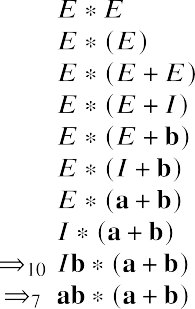 E ∗ E
E ∗ (E)
E ∗ (E + E)
E ∗ (E + I)
E ∗ (E + b)
E ∗ (I + b)
E ∗ (a + b)
I ∗ (a + b)
⇒10 Ib ∗ (a + b)
⇒7 ab ∗ (a + b)